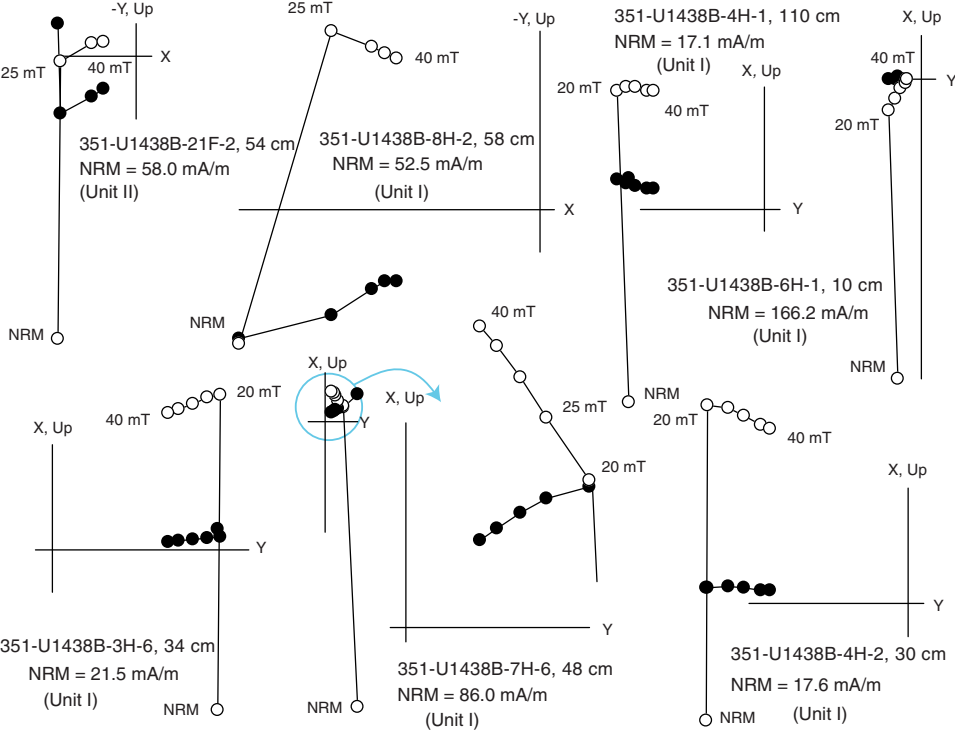 -Y, Up
X
25 mT
40 mT
351-U1438B-21F-2, 54 cm
NRM = 58.0 mA/m
(Unit II)
NRM
25 mT
-Y, Up
40 mT
351-U1438B-8H-2, 58 cm
NRM = 52.5 mA/m
(Unit I)
X
NRM
351-U1438B-4H-1, 110 cm
NRM = 17.1 mA/m
(Unit I)
X, Up
20 mT
40 mT
Y
NRM
X, Up
40 mT
Y
20 mT
351-U1438B-6H-1, 10 cm
NRM = 166.2 mA/m
(Unit I)
NRM
20 mT
40 mT
X, Up
Y
351-U1438B-3H-6, 34 cm
NRM = 21.5 mA/m
(Unit I)
NRM
X, Up
Y
NRM
X, Up
40 mT
25 mT
20 mT
Y
351-U1438B-7H-6, 48 cm
NRM = 86.0 mA/m
(Unit I)
20 mT
40 mT
X, Up
Y
351-U1438B-4H-2, 30 cm
NRM = 17.6 mA/m
(Unit I)
NRM